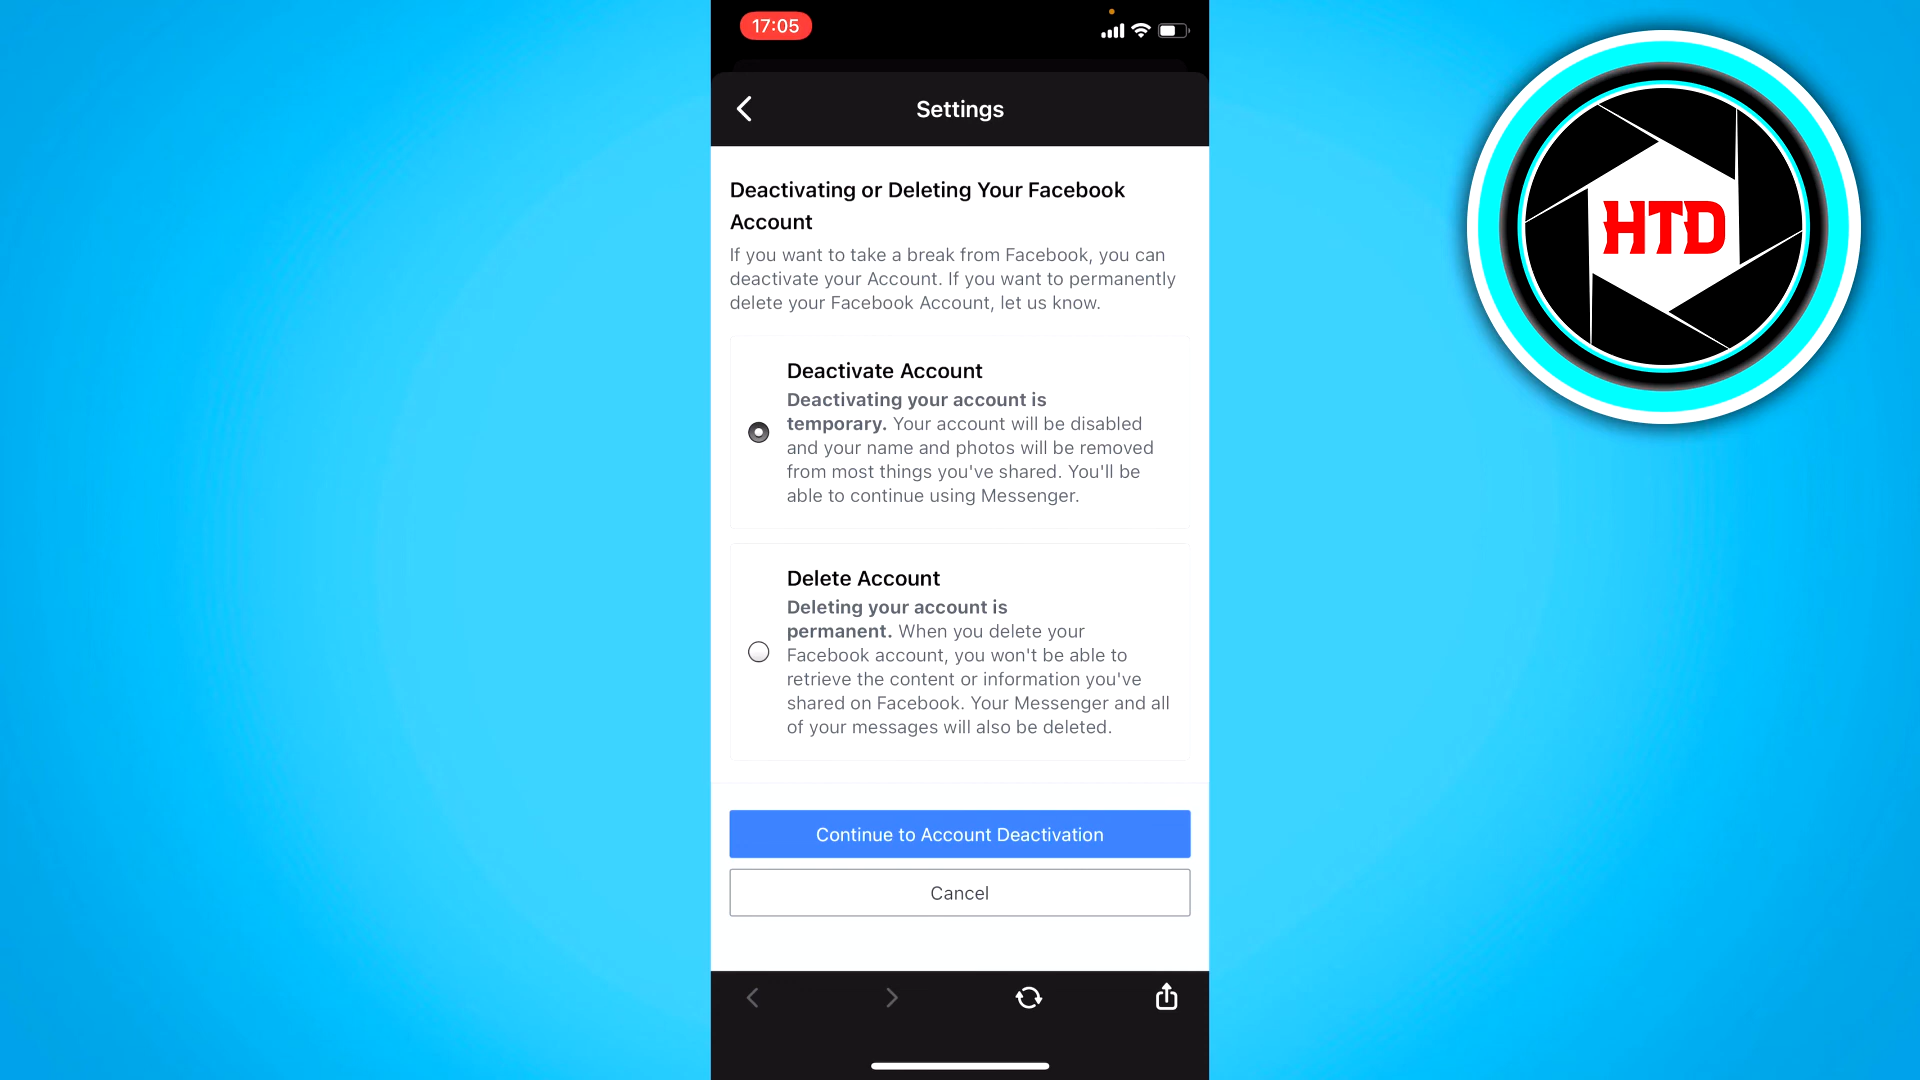 17:05
Settings
HTD
Deactivating or Deleting Your Facebook
Account
If you want to take a break from Facebook, you can
deactivate your Account. If you want to permanently
delete your Facebook Account, let us know.
Deactivate Account
Deactivating your account is
temporary. Your account will be disabled
and your name and photos will be removed
from most things you've shared. You'll be
able to continue using Messenger.
Delete Account
Deleting your account is
permanent. When you delete your
Facebook account, you won't be able to
retrieve the content or information you've
shared on Facebook. Your Messenger and all
of your messages will also be deleted.
Continue to Account Deactivation
Cancel